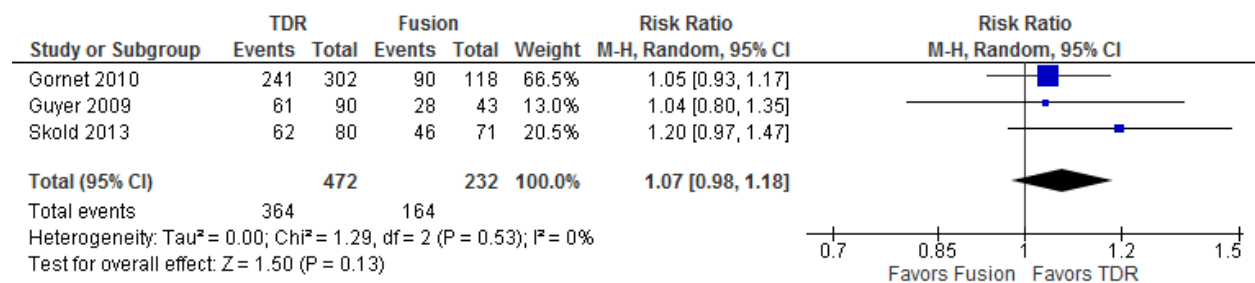 TDR Fusion Risk Ratio Risk Ratio
Study or Subgroup Events Total Events Total Weight M-H, Random, 95% CI M-H, Random, 95% CI
Gornet 2010 241 302 90 118 66.5% 1.05 [0.93, 1.17]
Guyer 2009 61 90 28 43 13.0% 1.04 [0.80, 1.35]
Skold 2013 62 80 46 71 20.5% 1.20 [0.97, 1.47]
Total (95% CI) 472 232 100.0% 1.07 [0.98, 1.18]
Total events 364 164
Heterogeneity: Tau² = 0.00; Chi² = 1.29, df = 2 (P = 0.53); I² = 0%
Test for overall effect: Z = 1.50 (P = 0.13)
0.7 0.85 1 1.2 1.5
Favors Fusion Favors TDR